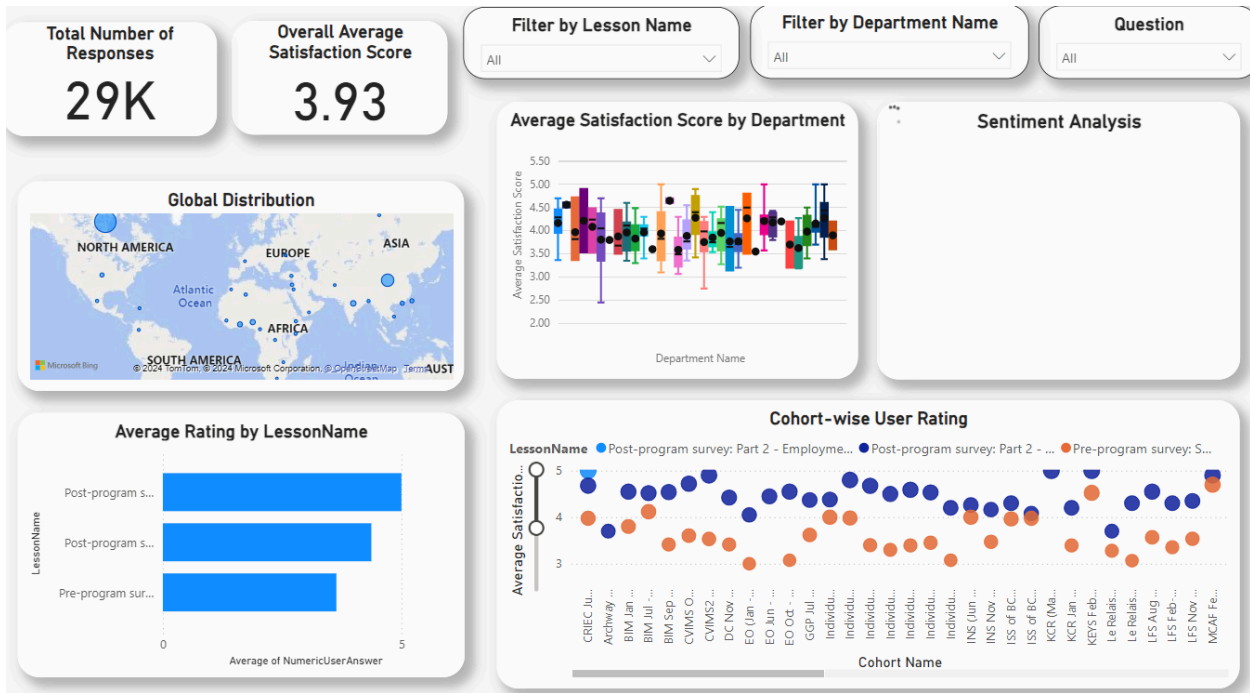 Total Number of
Responses
29K
Overall Average
Satisfaction Score
3.93
Filter by Lesson Name
All
Filter by Department Name
All
Question
All
Global Distribution
NORTH AMERICA
EUROPE
ASIA
Atlantic
Ocean
AFRICA
SOUTH AMERICA
Indian
Ocean
AUST
Microsoft Bing
© 2024 TomTom, © 2024 Microsoft Corporation, © OpenStreetMap Terms
Average Satisfaction Score by Department
Average Satisfaction Score
5.50
5.00
4.50
4.00
3.50
3.00
2.50
2.00
Department Name
Sentiment Analysis
Average Rating by LessonName
LessonName
Post-program s...
Post-program s...
Pre-program sur...
0
5
Average of NumericUserAnswer
Cohort-wise User Rating
LessonName
Post-program survey: Part 2 - Employme...
Post-program survey: Part 2 - ...
Pre-program survey: S...
Average Satisfactio...
5
4
3
CRIEC Ju...
Archway ...
BIM Jan ...
BIM Jul -...
BIM Sep ...
CVIMS O...
CVIMS2 ...
DC Nov ...
EO (Jan -...
EO Jun - ...
EO Oct - ...
GGP Jul ...
Individu...
Individu...
Individu...
Individu...
Individu...
Individu...
Individu...
INS (Jun ...
INS Nov ...
ISS of BC...
ISS of BC...
KCR (Ma...
KCR Jan ...
KEYS Feb...
Le Relais...
Le Relais...
LFS Aug ...
LFS Feb-...
LFS Nov ...
MCAF Fe...
Cohort Name